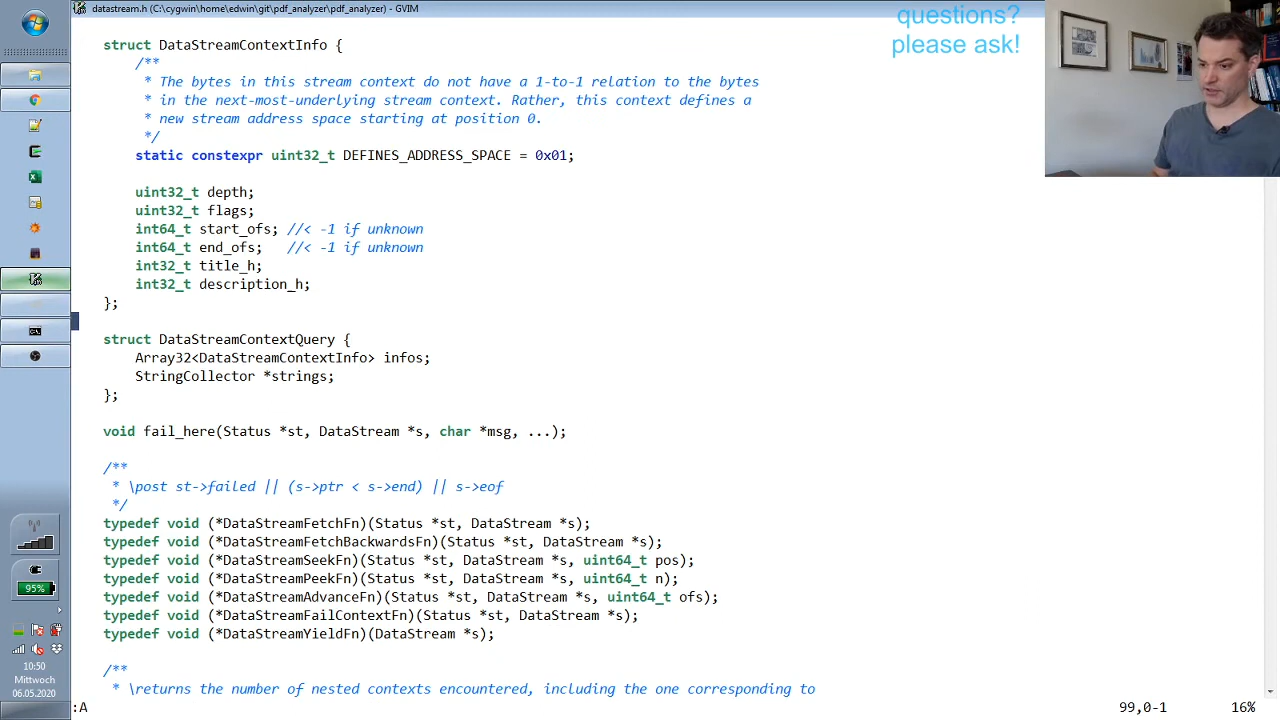 datastream.h (C:\cygwin\home\edwin\git\pdf_analyzer\pdf_analyzer) - GVIM
questions?
please ask!
struct DataStreamContextInfo {
/**
* The bytes in this stream context do not have a 1-to-1 relation to the bytes
* in the next-most-underlying stream context. Rather, this context defines a
* new stream address space starting at position 0.
*/
static constexpr uint32_t DEFINES_ADDRESS_SPACE = 0x01;
uint32_t depth;
uint32_t flags;
int64_t start_ofs; //< -1 if unknown
int64_t end_ofs;   //< -1 if unknown
int32_t title_h;
int32_t description_h;
};
struct DataStreamContextQuery {
Array32<DataStreamContextInfo> infos;
StringCollector *strings;
};
void fail_here(Status *st, DataStream *s, char *msg, ...);
/**
* \post st->failed || (s->ptr < s->end) || s->eof
*/
typedef void (*DataStreamFetchFn)(Status *st, DataStream *s);
typedef void (*DataStreamFetchBackwardsFn)(Status *st, DataStream *s);
typedef void (*DataStreamSeekFn)(Status *st, DataStream *s, uint64_t pos);
typedef void (*DataStreamPeekFn)(Status *st, DataStream *s, uint64_t n);
typedef void (*DataStreamAdvanceFn)(Status *st, DataStream *s, uint64_t ofs);
typedef void (*DataStreamFailContextFn)(Status *st, DataStream *s);
typedef void (*DataStreamYieldFn)(DataStream *s);
/**
* \returns the number of nested contexts encountered, including the one corresponding to
:A
99,0-1
16%
95%
10:50
Mittwoch
06.05.2020